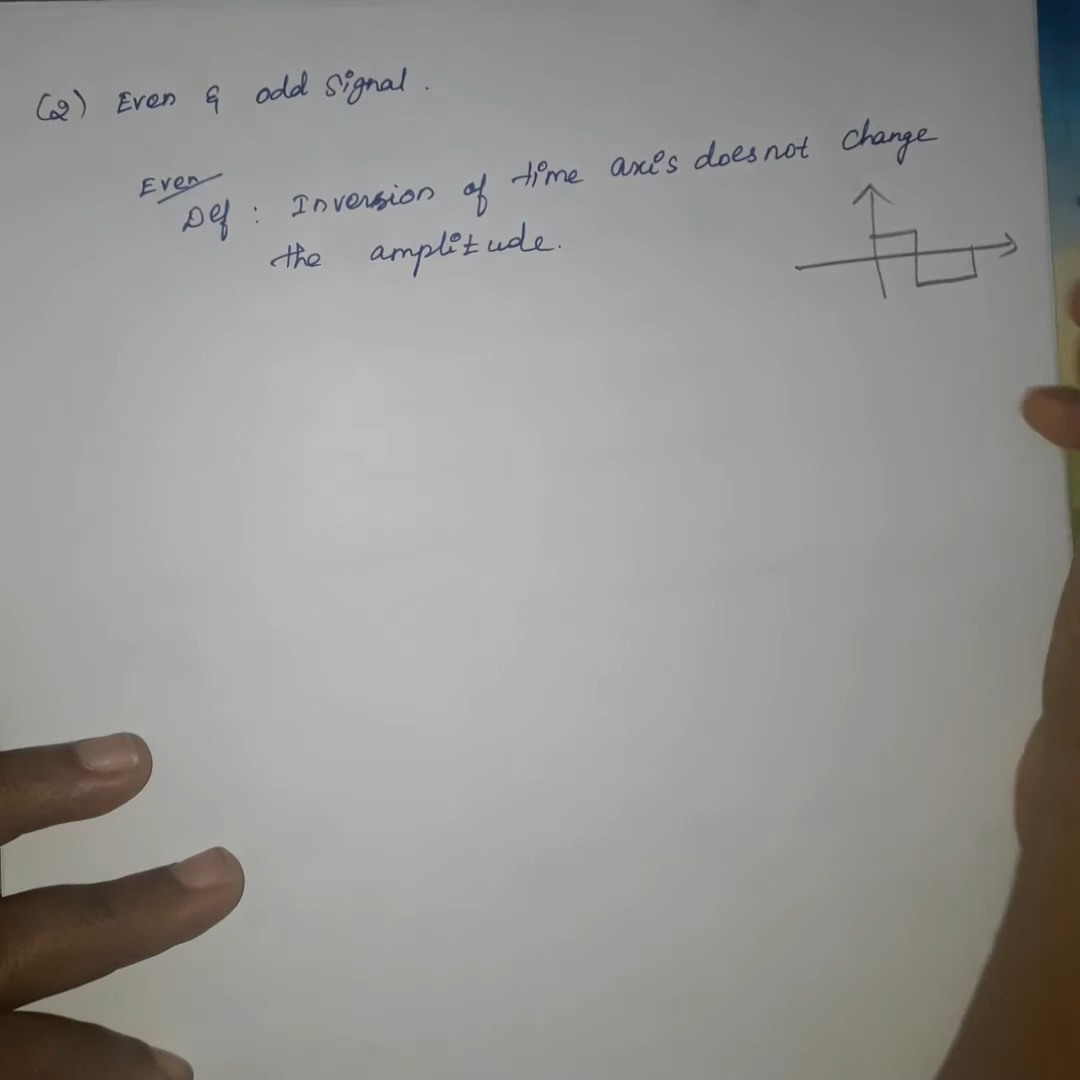 (2) Even & odd Signal.
Even
Def : Inversion of time axis does not change
the amplitude.